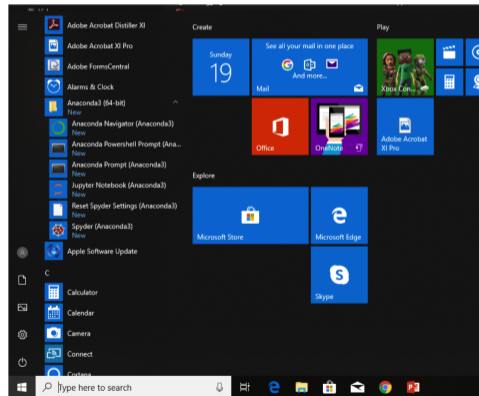 Adobe Acrobat Distiller XI
Adobe Acrobat XI Pro
Adobe FormsCentral
Alarms & Clock
Anaconda3 (64-bit)
New
Anaconda Navigator (Anaconda3)
New
Anaconda Powershell Prompt (Ana...
New
Anaconda Prompt (Anaconda3)
New
Jupyter Notebook (Anaconda3)
New
Reset Spyder Settings (Anaconda3)
New
Spyder (Anaconda3)
New
Apple Software Update
C
Calculator
Calendar
Camera
Connect
Cortana
Create
Sunday
19
See all your mail in one place
And more...
Mail
Office
OneNote
Explore
Microsoft Store
Microsoft Edge
Skype
Play
Xbox Con...
Adobe Acrobat
XI Pro
Type here to search